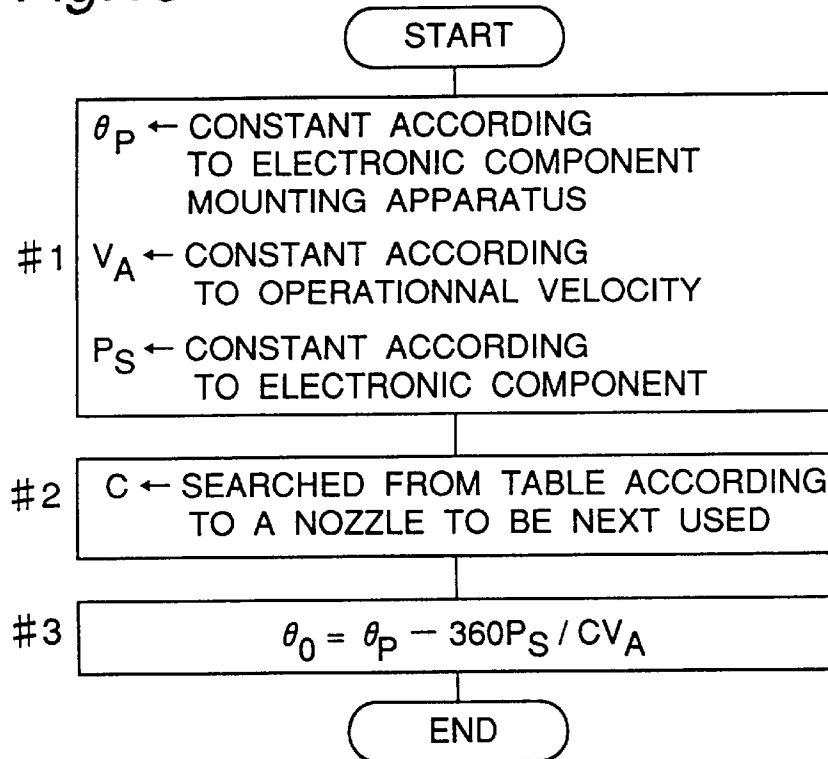 START
θP ← CONSTANT ACCORDING
TO ELECTRONIC COMPONENT
MOUNTING APPARATUS
#1 VA ← CONSTANT ACCORDING
TO OPERATIONNAL VELOCITY
PS ← CONSTANT ACCORDING
TO ELECTRONIC COMPONENT
#2 C ← SEARCHED FROM TABLE ACCORDING
TO A NOZZLE TO BE NEXT USED
#3 θ0 = θP − 360PS / CVA
END